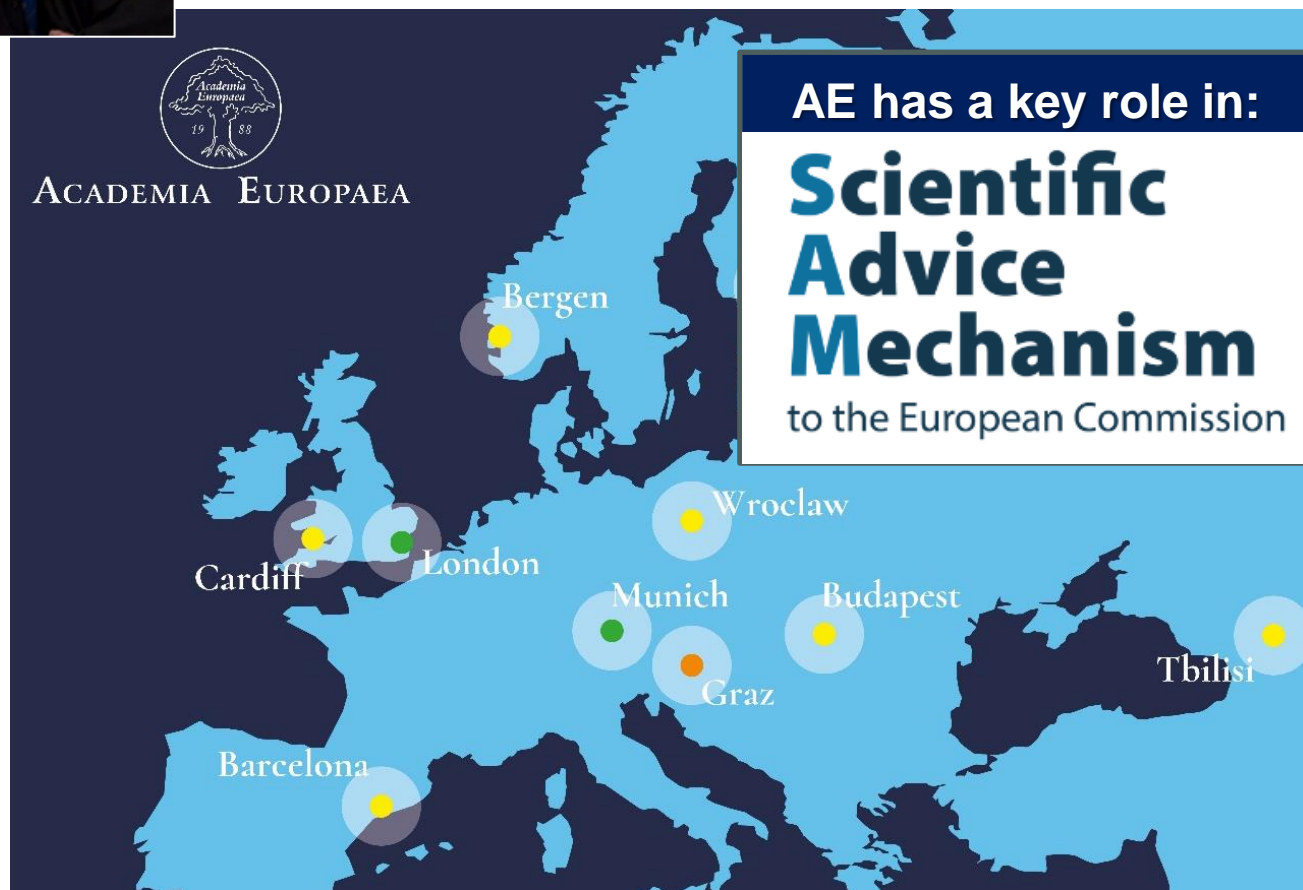 Academia
Europaea
19 88
ACADEMIA EUROPAEA
AE has a key role in:
Scientific
Advice
Mechanism
to the European Commission
Bergen
Wroclaw
Cardiff
London
Munich
Budapest
Tbilisi
Graz
Barcelona